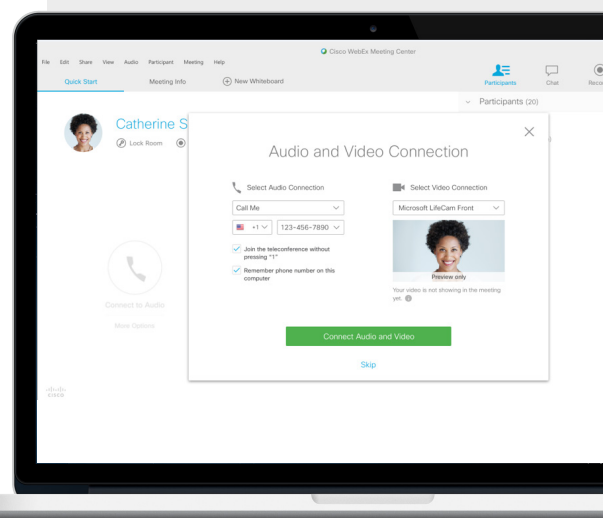 Cisco WebEx Meeting Center
File Edit Share View Audio Participant Meeting Help
Quick Start Meeting Info New Whiteboard
Participants Chat Reco
Participants (20)
Catherine S
Lock Room
Audio and Video Connection
Select Audio Connection
Select Video Connection
Call Me
Microsoft LifeCam Front
+1 123-456-7890
Join the teleconference without
pressing "1"
Remember phone number on this
computer
Preview only
Your video is not showing in the meeting
yet.
Connect to Audio
More Options
Connect Audio and Video
Skip
CISCO